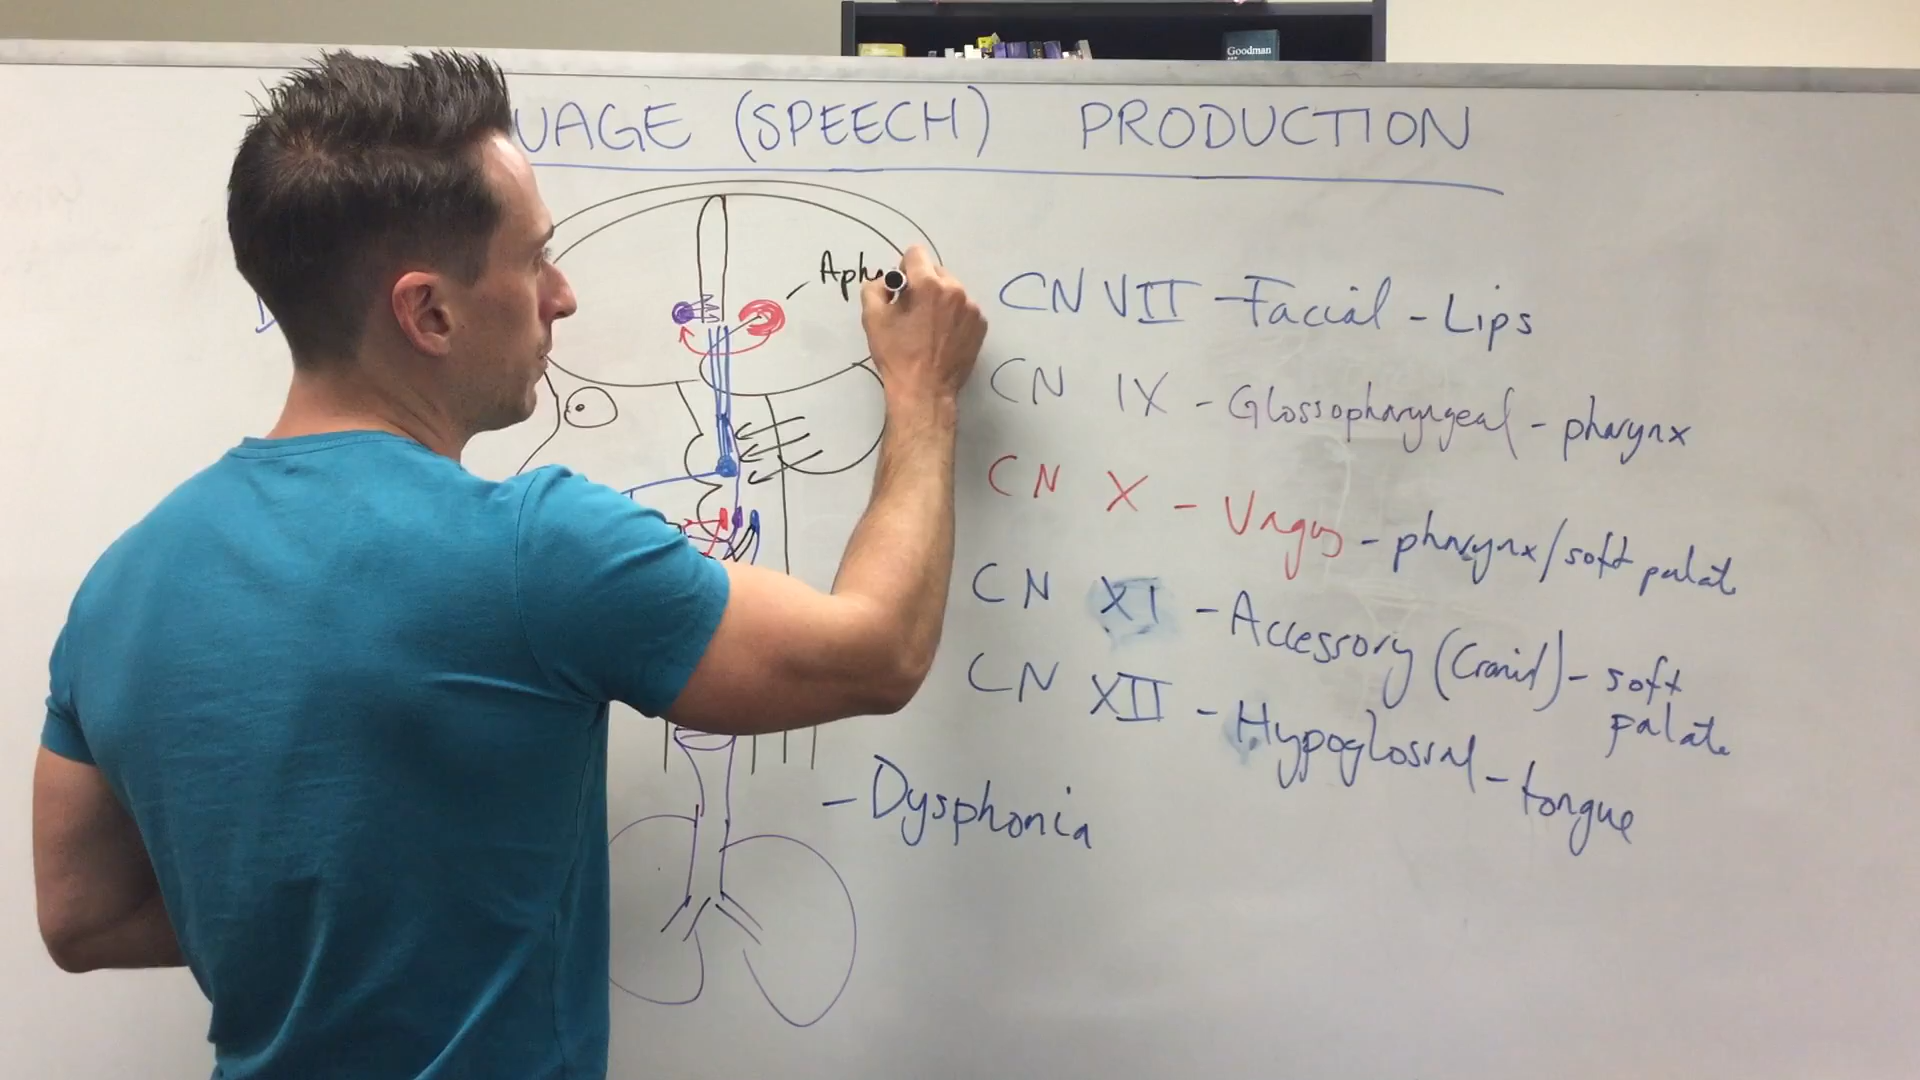 Goodman
UAGE (SPEECH) PRODUCTION
Aph
CN VII - Facial - Lips
CN IX - Glossopharyngeal - pharynx
CN X - Vagus - pharynx/soft palate
CN XI - Accessory (Cranial) - soft palate
CN XII - Hypoglossal - tongue
- Dysphonia